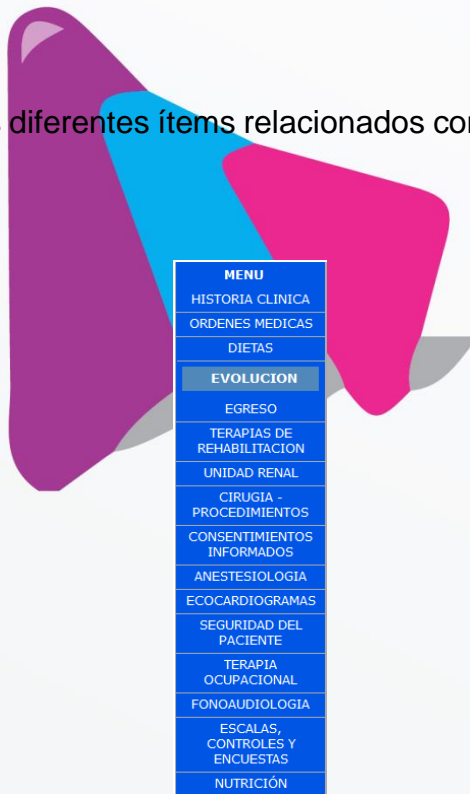 diferentes ítems relacionados
MENU
HISTORIA CLINICA
ORDENES MEDICAS
DIETAS
EVOLUCION
EGRESO
TERAPIAS DE
REHABILITACION
UNIDAD RENAL
CIRUGIA -
PROCEDIMIENTOS
CONSENTIMIENTOS
INFORMADOS
ANESTESIOLOGIA
ECOCARDIOGRAMAS
SEGURIDAD DEL
PACIENTE
TERAPIA
OCUPACIONAL
FONOAUDIOLOGIA
ESCALAS,
CONTROLES Y
ENCUESTAS
NUTRICIÓN